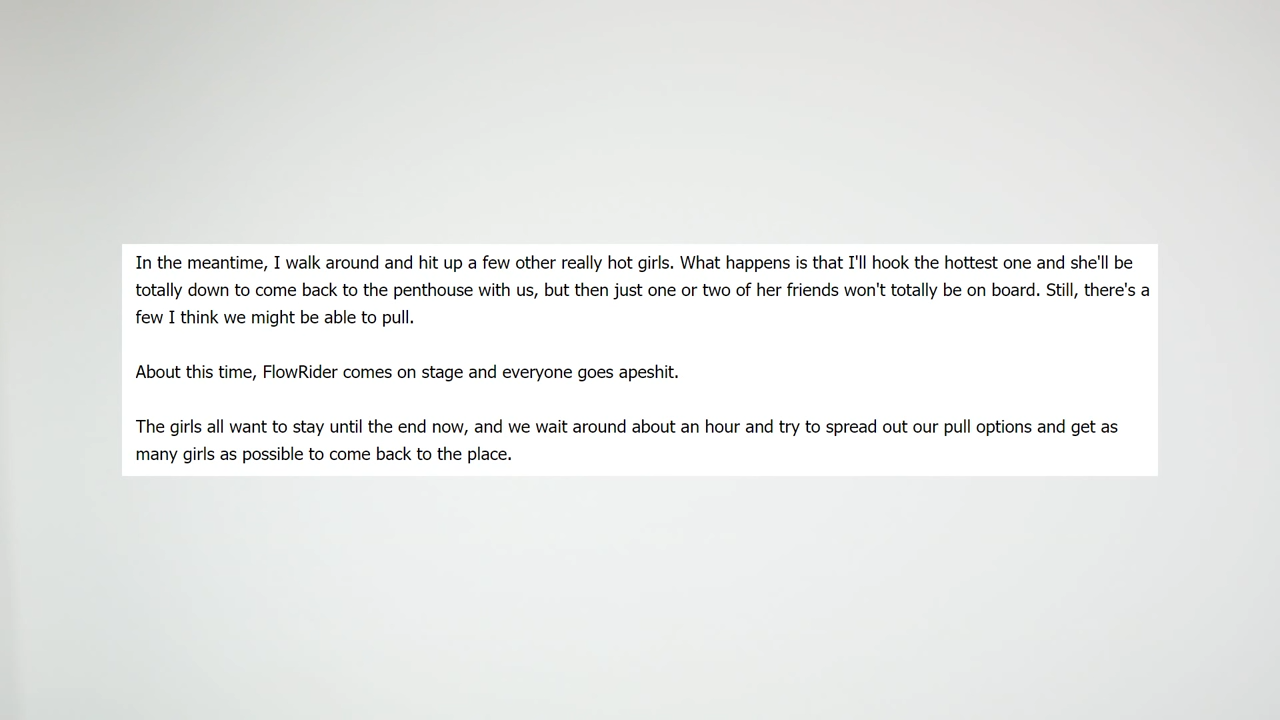 In the meantime, I walk around and hit up a few other really hot girls. What happens is that I'll hook the hottest one and she'll be
totally down to come back to the penthouse with us, but then just one or two of her friends won't totally be on board. Still, there's a
few I think we might be able to pull.
About this time, FlowRider comes on stage and everyone goes apeshit.
The girls all want to stay until the end now, and we wait around about an hour and try to spread out our pull options and get as
many girls as possible to come back to the place.